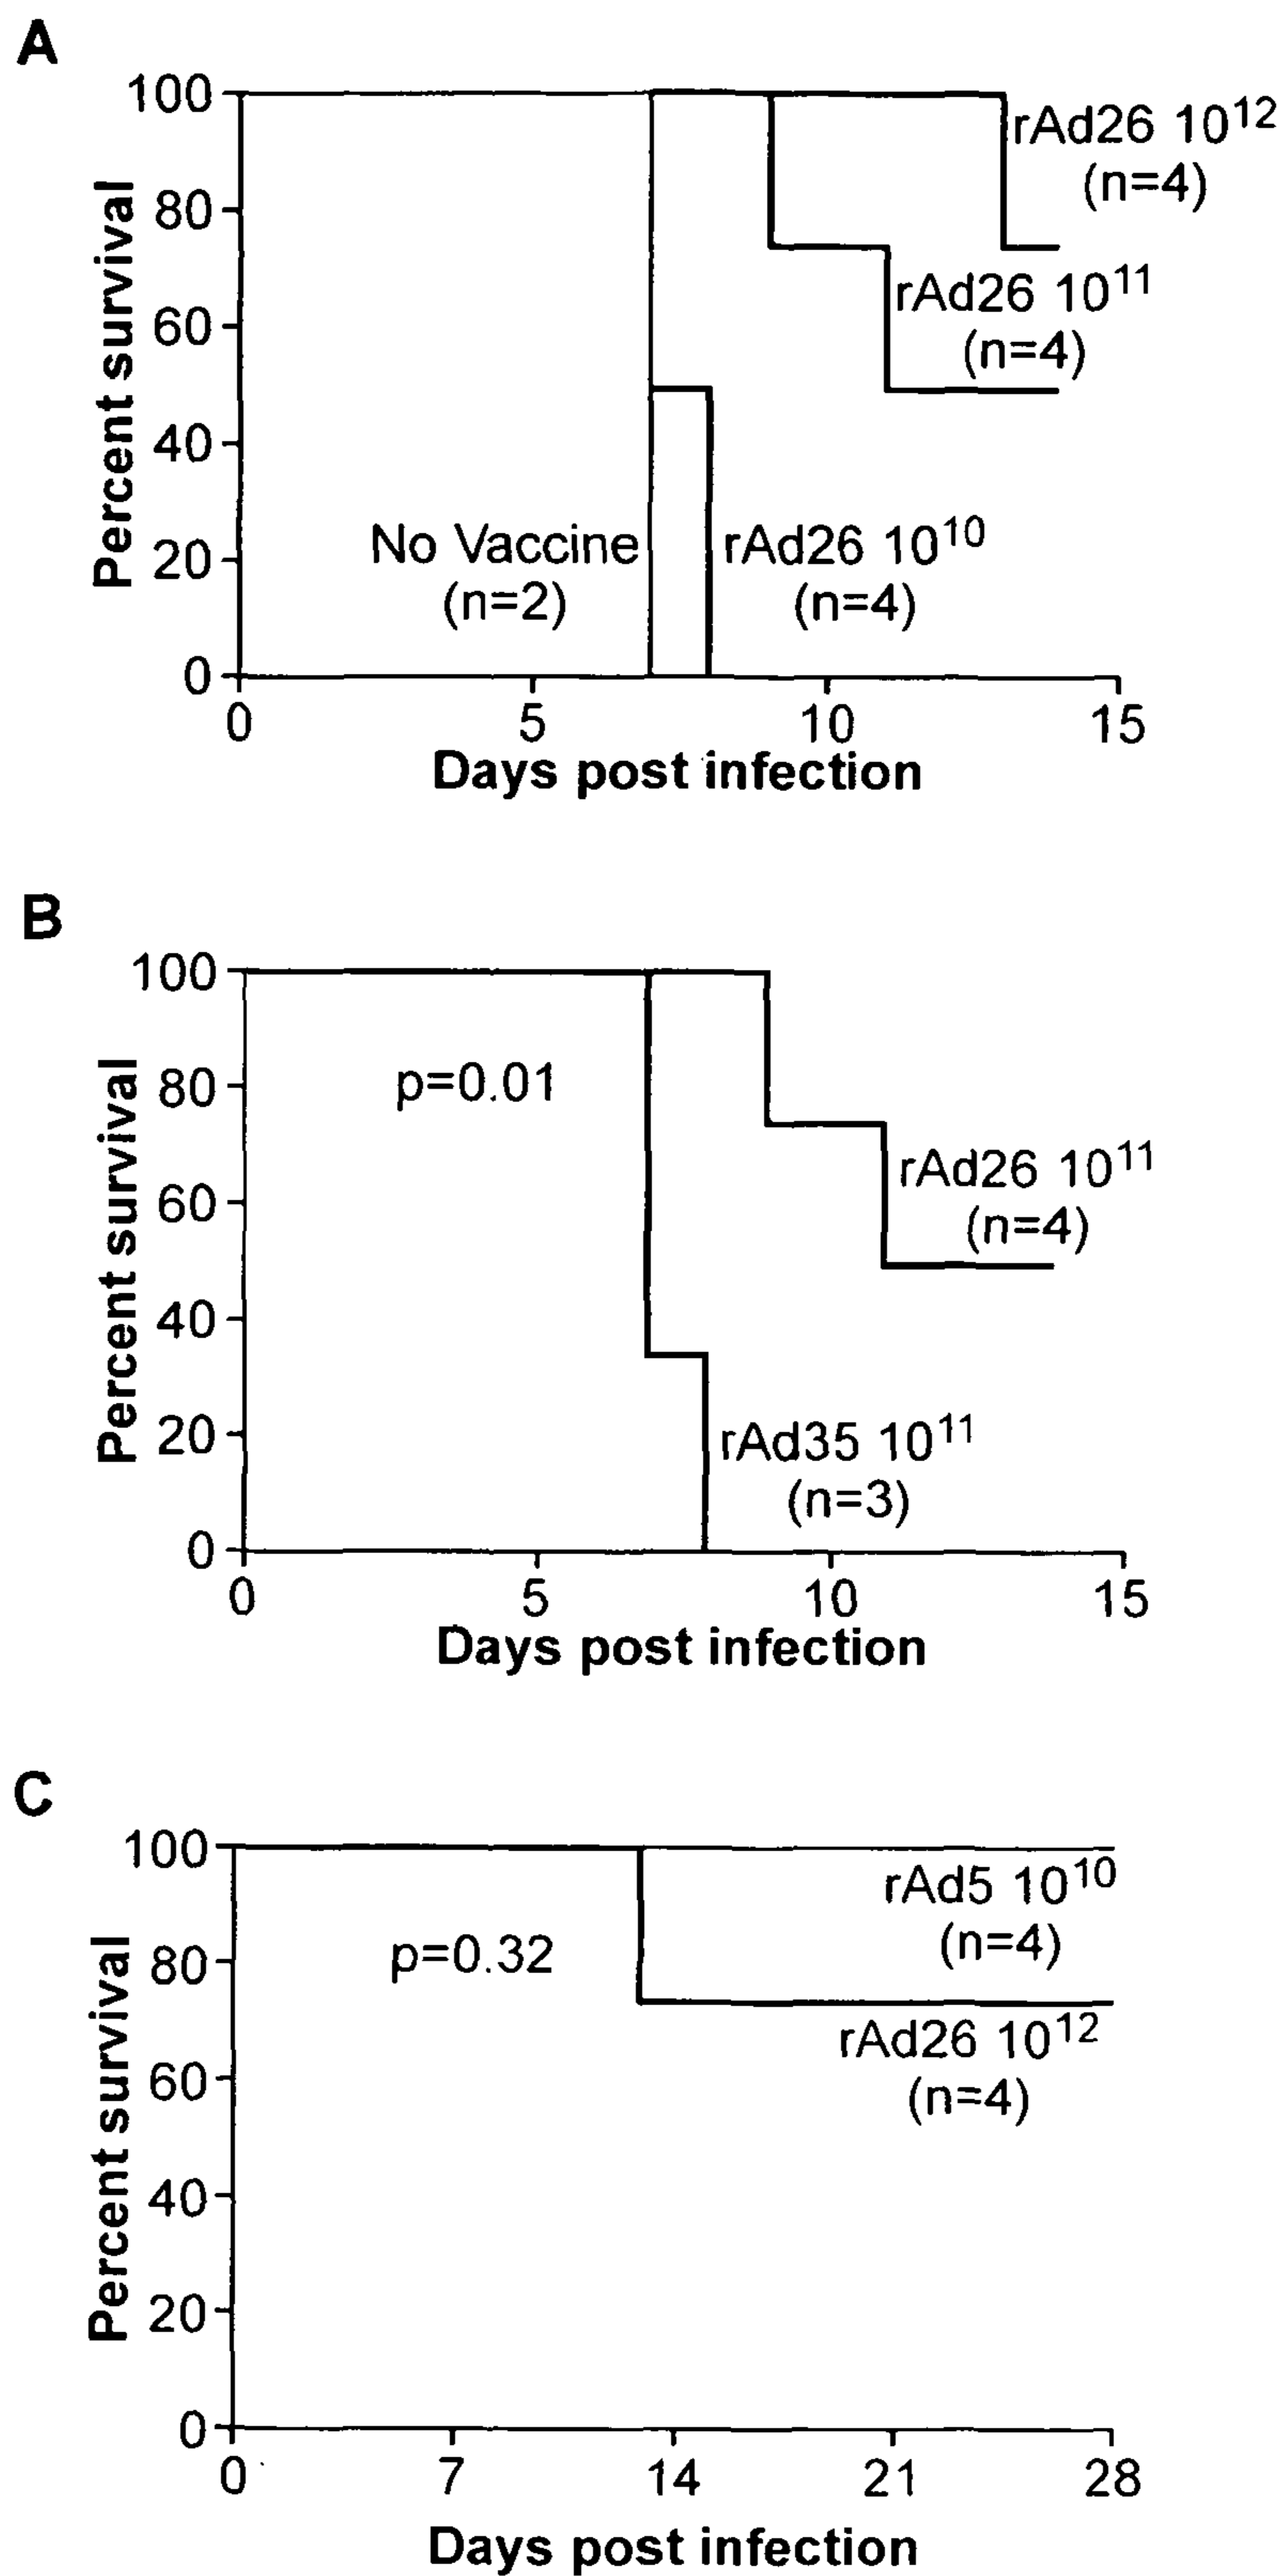 A
100
80
60
40
20
0
Percent survival
rAd26 10¹²
(n=4)
rAd26 10¹¹
(n=4)
No Vaccine
(n=2)
rAd26 10¹⁰
(n=4)
0 5 10 15
Days post infection
B
100
80
60
40
20
0
Percent survival
p=0.01
rAd26 10¹¹
(n=4)
rAd35 10¹¹
(n=3)
0 5 10 15
Days post infection
C
100
80
60
40
20
0
Percent survival
rAd5 10¹⁰
(n=4)
p=0.32
rAd26 10¹²
(n=4)
0 7 14 21 28
Days post infection